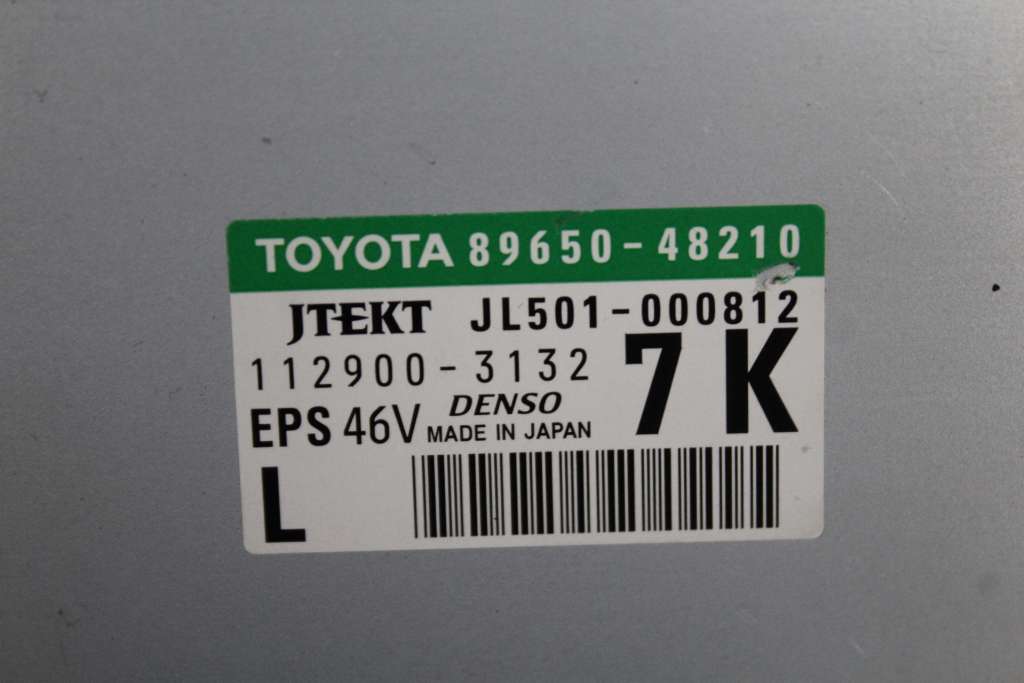 TOYOTA 89650-48210
JTEKT JL501-000812
112900-3132 7K
EPS 46V DENSO
MADE IN JAPAN
L